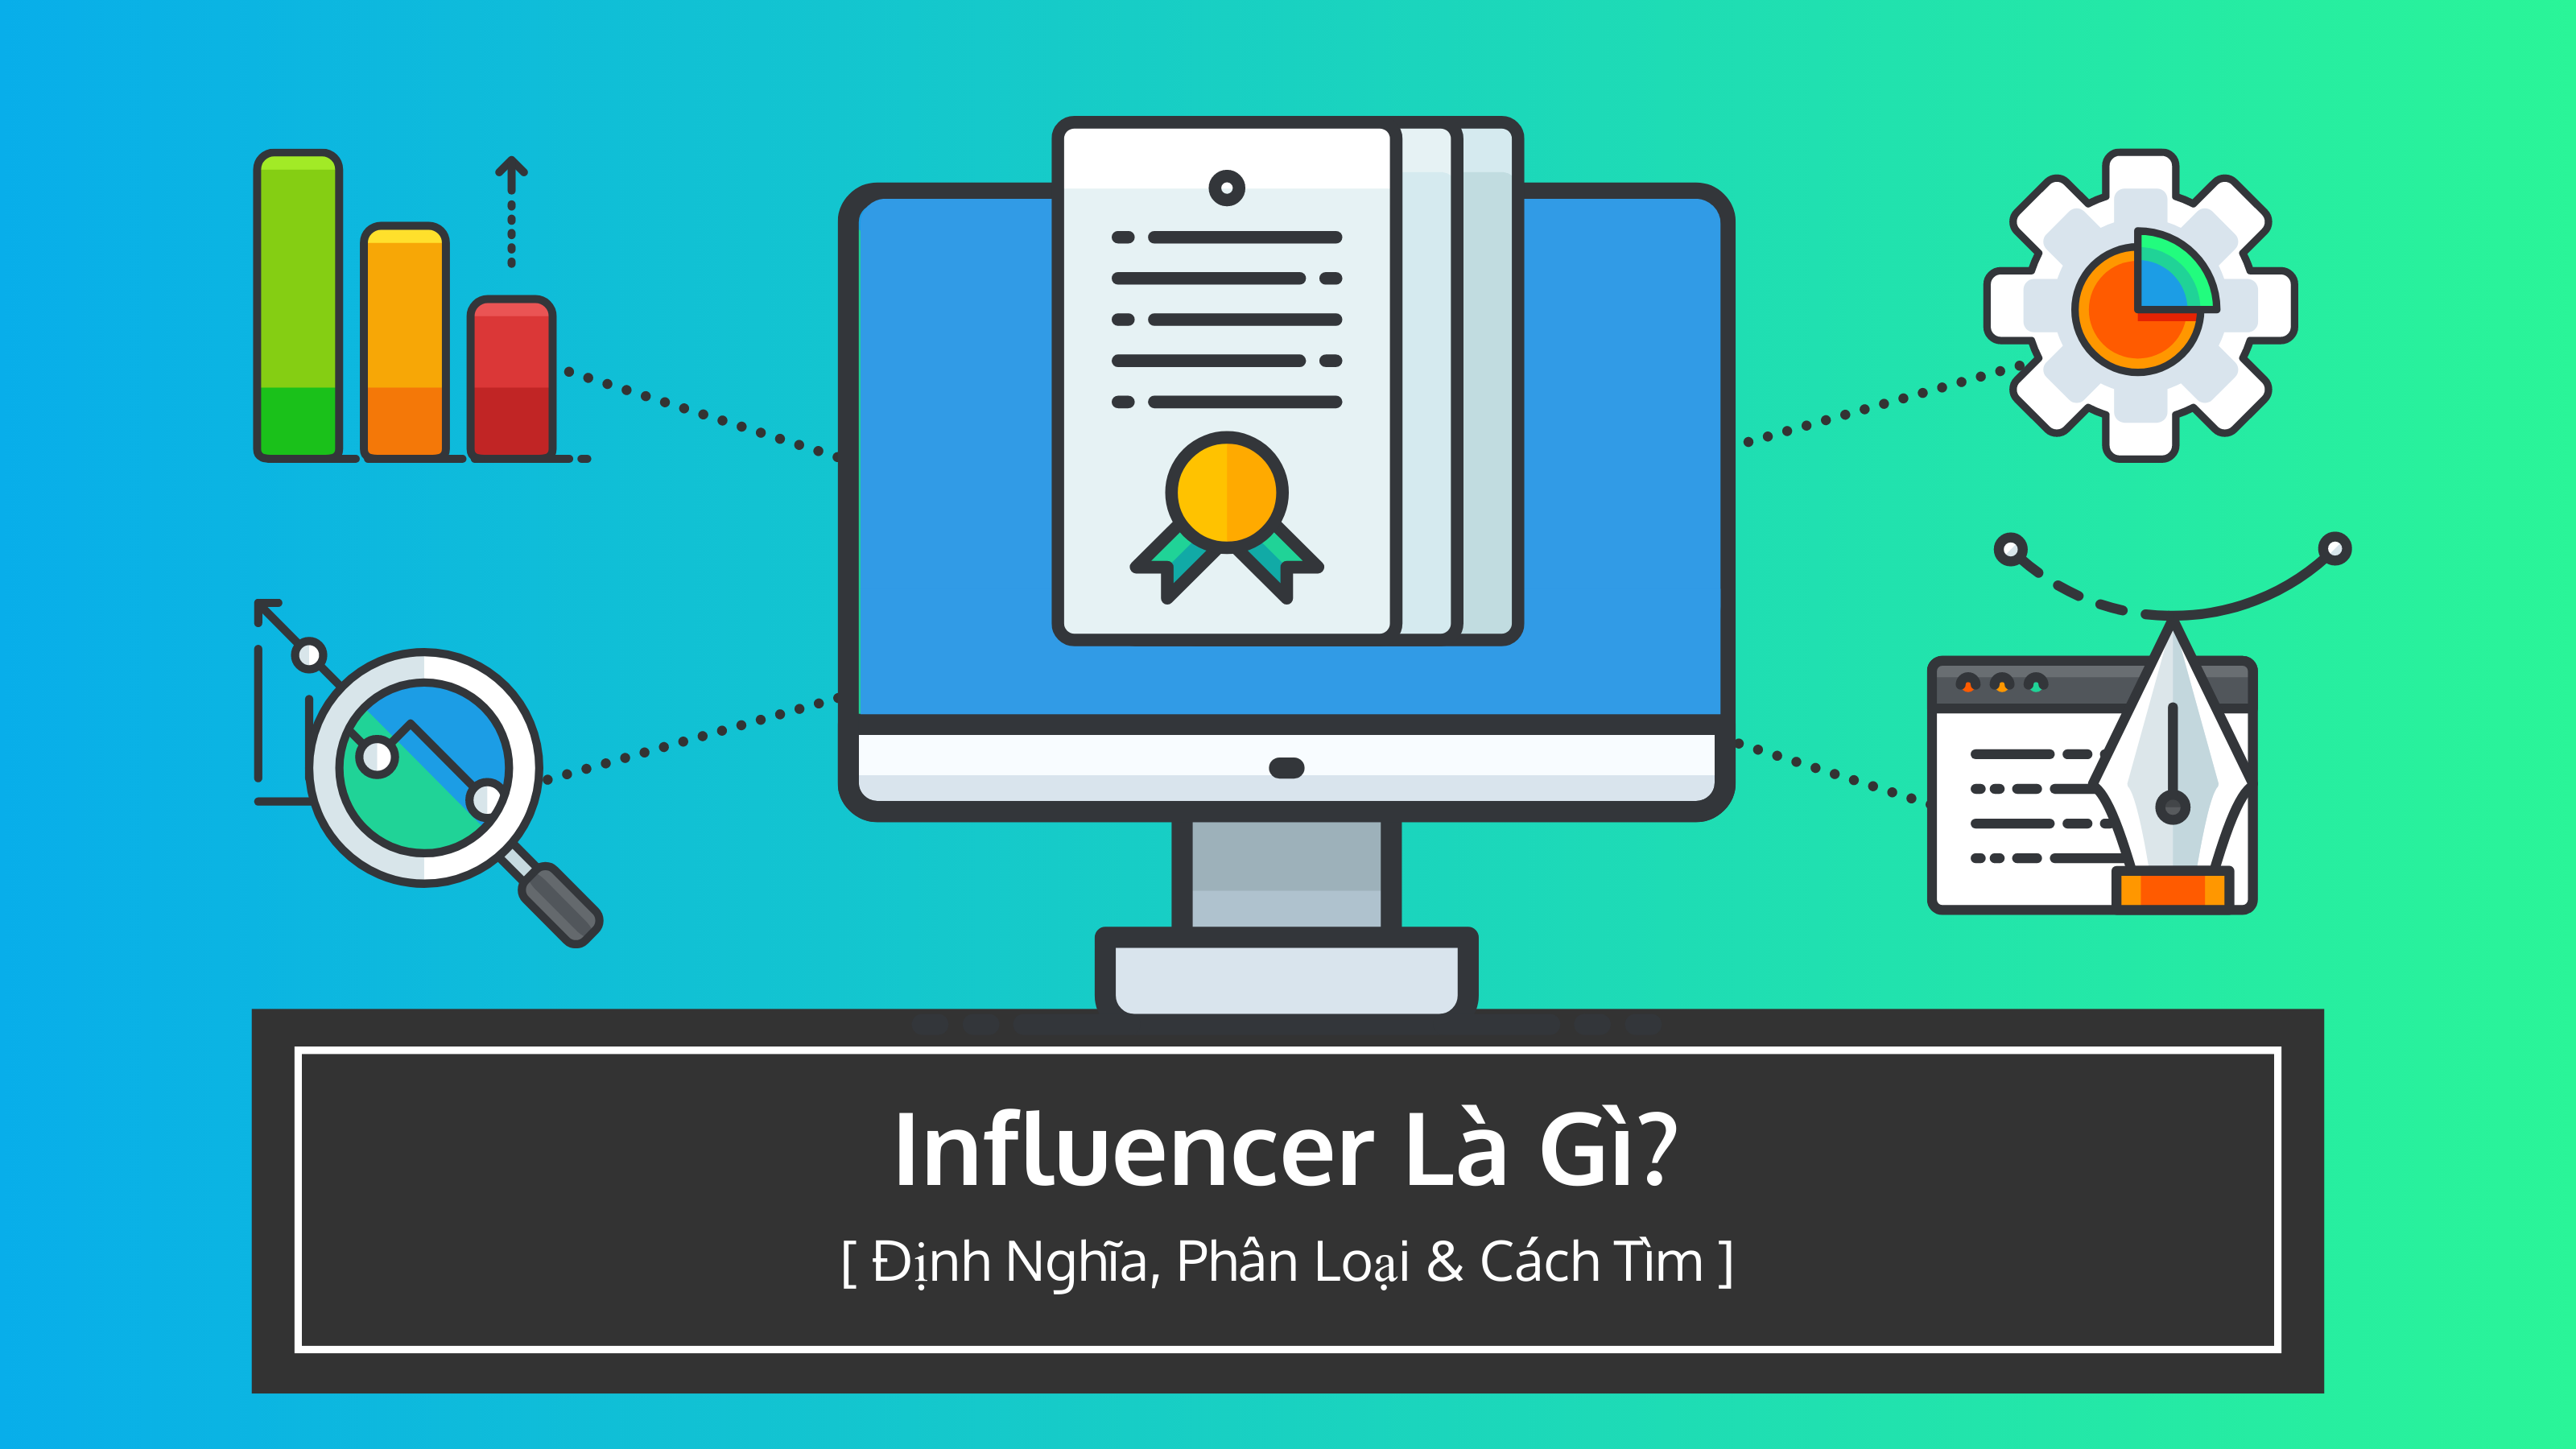 Influencer Là Gì?
[ Định Nghĩa, Phân Loại & Cách Tìm ]